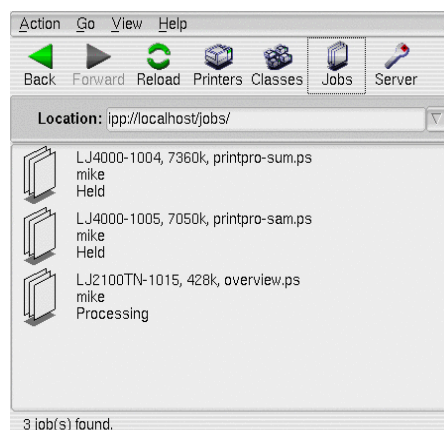 Action Go View Help
Back Forward Reload Printers Classes Jobs Server
Location: ipp://localhost/jobs/
LJ4000-1004, 7360k, printpro-sum.ps
mike
Held
LJ4000-1005, 7050k, printpro-sam.ps
mike
Held
LJ2100TN-1015, 428k, overview.ps
mike
Processing
3 job(s) found.